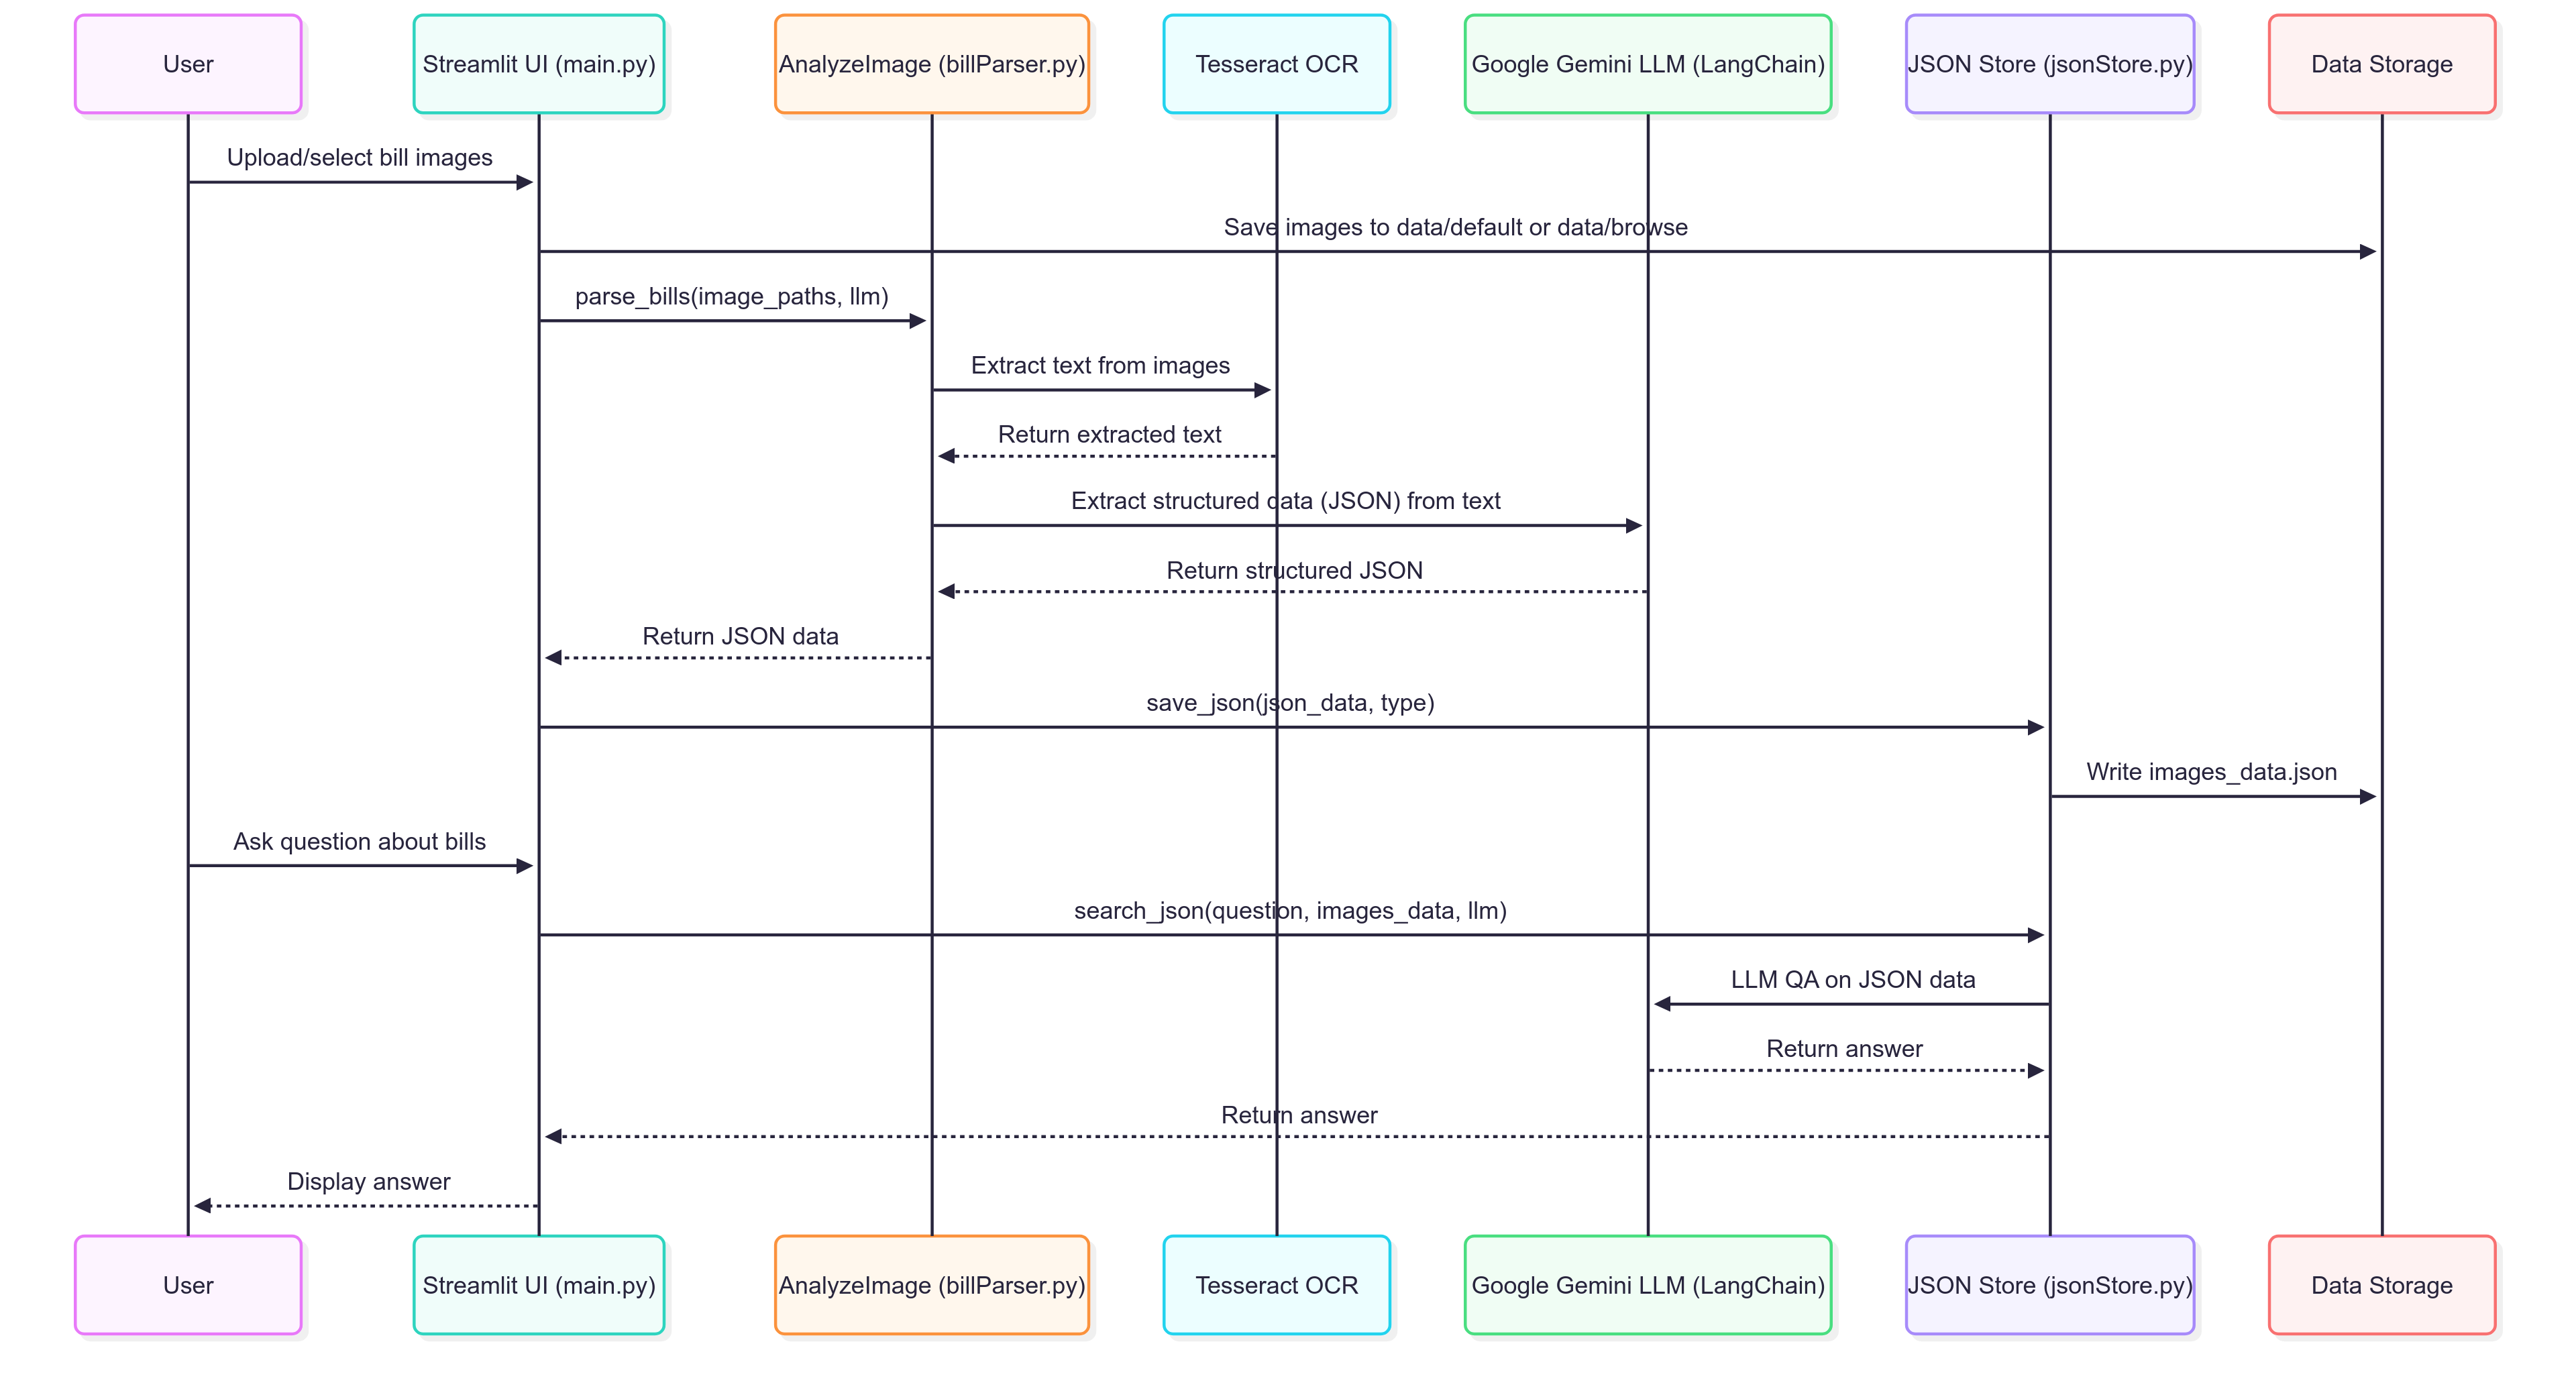 User
Streamlit UI (main.py)
AnalyzeImage (billParser.py)
Tesseract OCR
Google Gemini LLM (LangChain)
JSON Store (jsonStore.py)
Data Storage
Upload/select bill images
Save images to data/default or data/browse
parse_bills(image_paths, llm)
Extract text from images
Return extracted text
Extract structured data (JSON) from text
Return structured JSON
Return JSON data
save_json(json_data, type)
Write images_data.json
Ask question about bills
search_json(question, images_data, llm)
LLM QA on JSON data
Return answer
Return answer
Display answer
User
Streamlit UI (main.py)
AnalyzeImage (billParser.py)
Tesseract OCR
Google Gemini LLM (LangChain)
JSON Store (jsonStore.py)
Data Storage